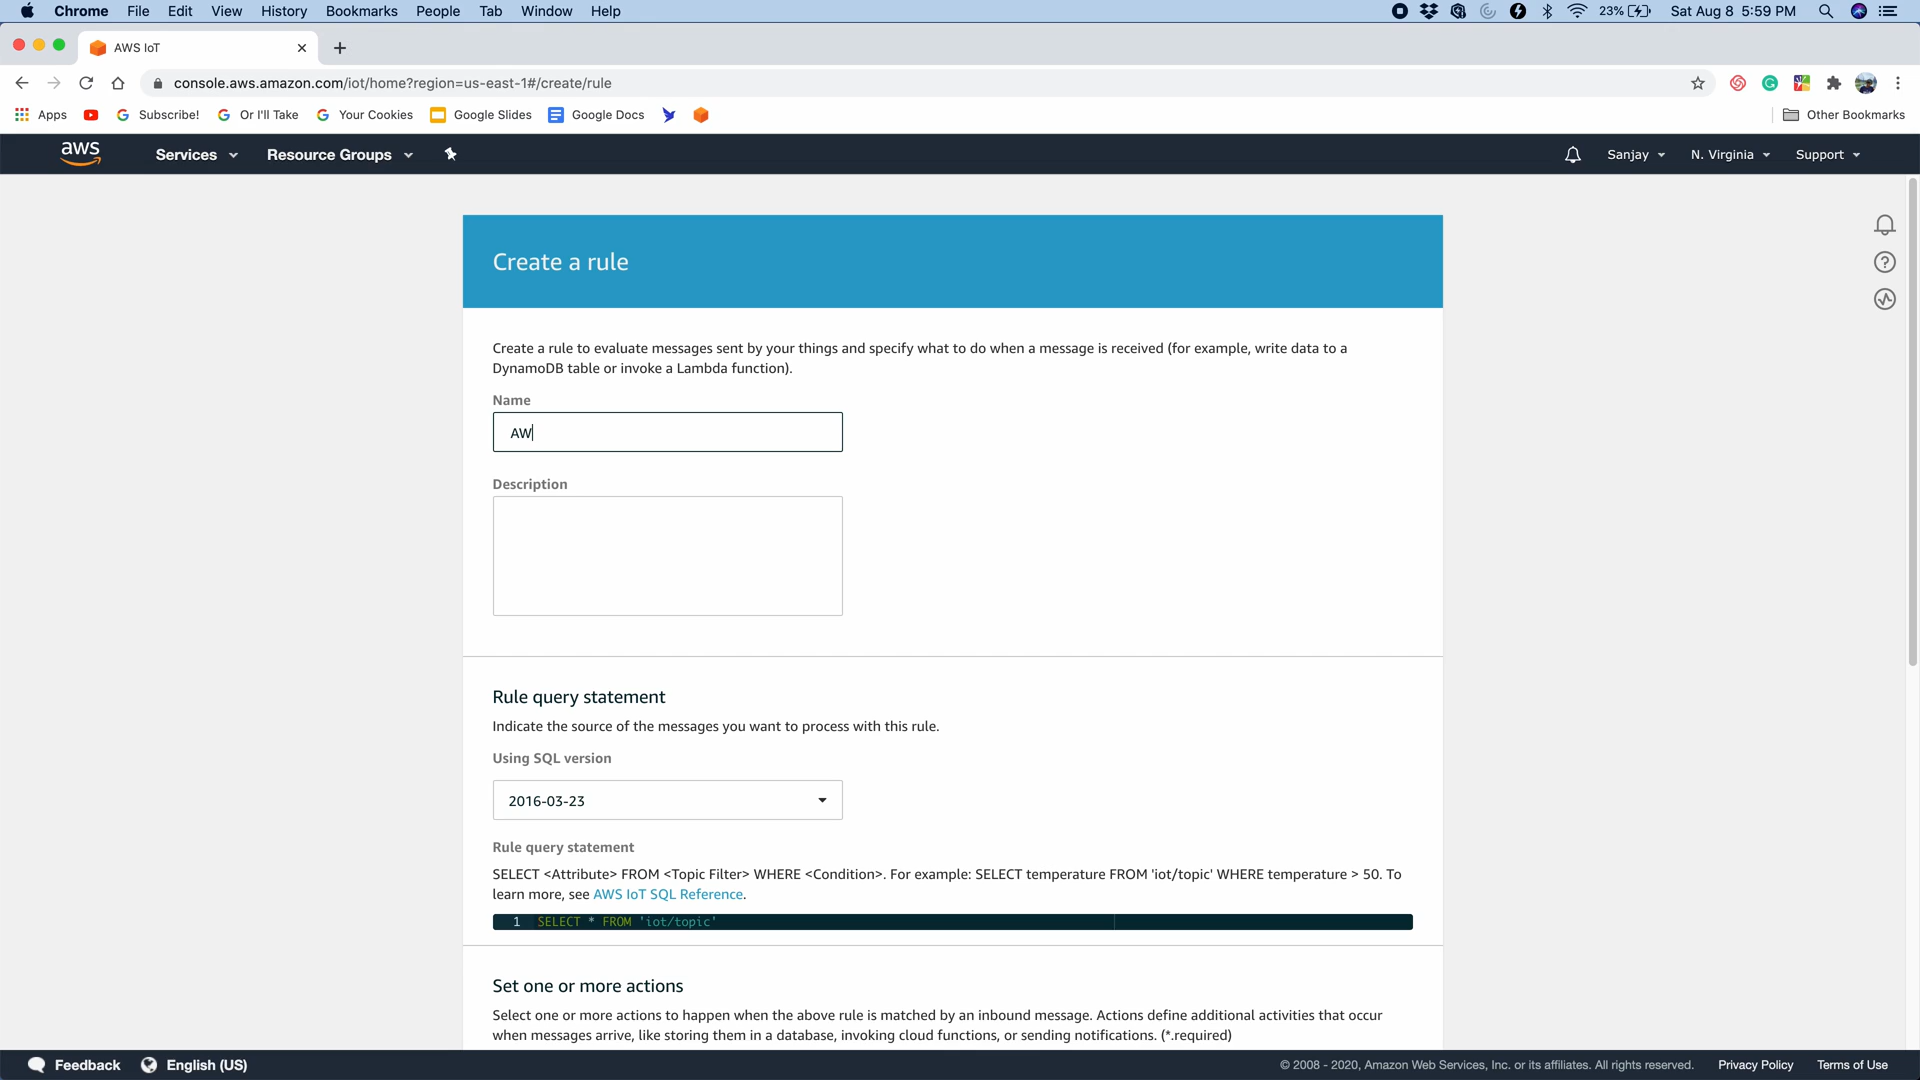 Chrome File Edit View History Bookmarks People Tab Window Help 23% Sat Aug 8 5:59 PM
AWS IoT
console.aws.amazon.com/iot/home?region=us-east-1#/create/rule
Apps Subscribe! Or I'll Take Your Cookies Google Slides Google Docs Other Bookmarks
aws Services Resource Groups Sanjay N. Virginia Support
Create a rule
Create a rule to evaluate messages sent by your things and specify what to do when a message is received (for example, write data to a
DynamoDB table or invoke a Lambda function).
Name
AW
Description
Rule query statement
Indicate the source of the messages you want to process with this rule.
Using SQL version
2016-03-23
Rule query statement
SELECT <Attribute> FROM <Topic Filter> WHERE <Condition>. For example: SELECT temperature FROM 'iot/topic' WHERE temperature > 50. To
learn more, see AWS IoT SQL Reference.
1 SELECT * FROM 'iot/topic'
Set one or more actions
Select one or more actions to happen when the above rule is matched by an inbound message. Actions define additional activities that occur
when messages arrive, like storing them in a database, invoking cloud functions, or sending notifications. (*.required)
Feedback English (US) © 2008 - 2020, Amazon Web Services, Inc. or its affiliates. All rights reserved. Privacy Policy Terms of Use